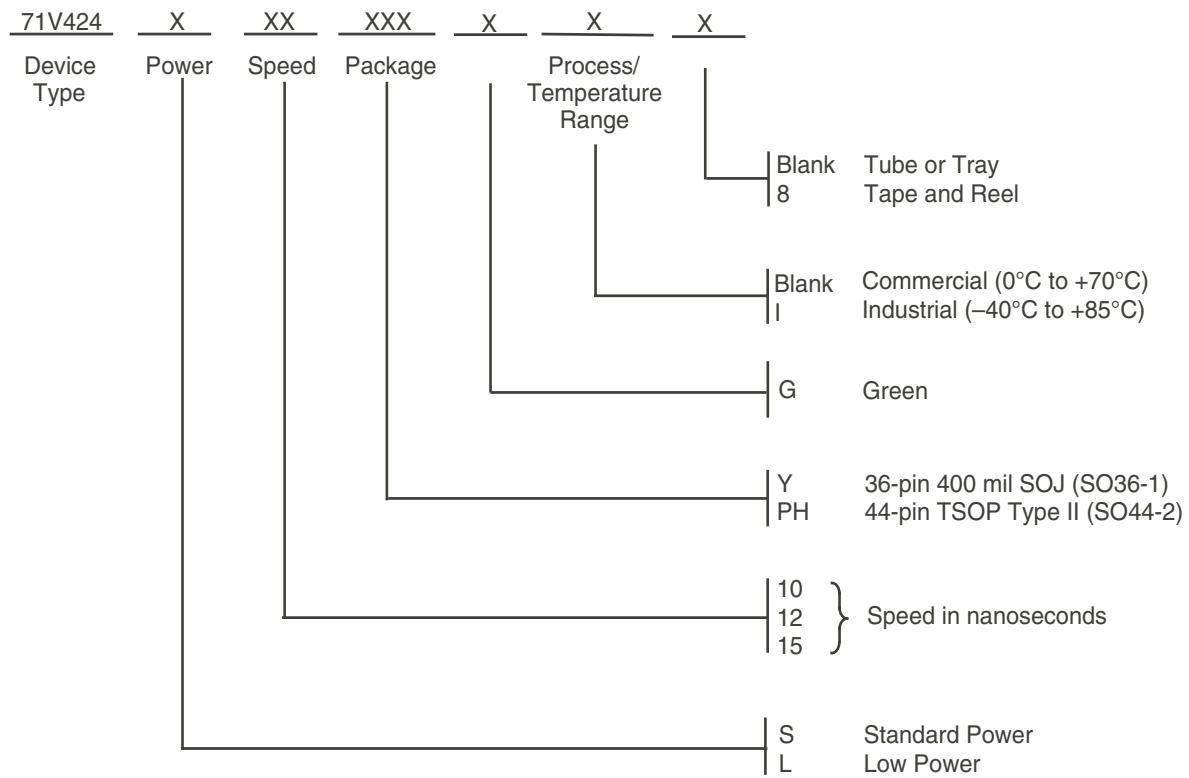 71V424 X XX XXX X X X
Device Type Power Speed Package Process/ Temperature Range
Blank Tube or Tray
8 Tape and Reel
Blank Commercial (0°C to +70°C)
I Industrial (–40°C to +85°C)
G Green
Y 36-pin 400 mil SOJ (SO36-1)
PH 44-pin TSOP Type II (SO44-2)
10
12 Speed in nanoseconds
15
S Standard Power
L Low Power